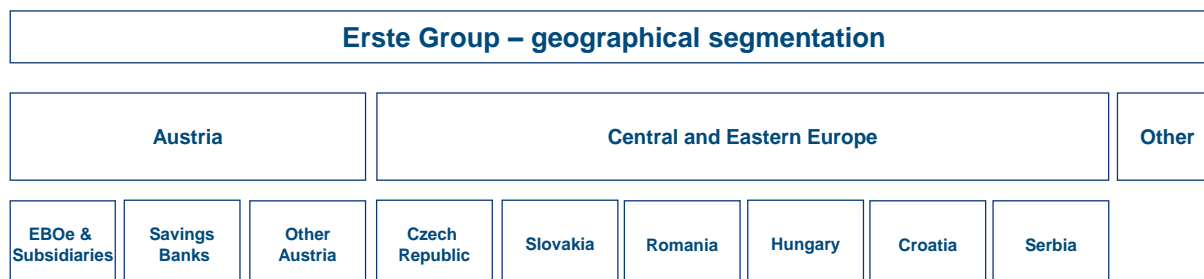 Erste Group – geographical segmentation
Austria
Central and Eastern Europe
Other
EBOe &
Subsidiaries
Savings
Banks
Other
Austria
Czech
Republic
Slovakia
Romania
Hungary
Croatia
Serbia